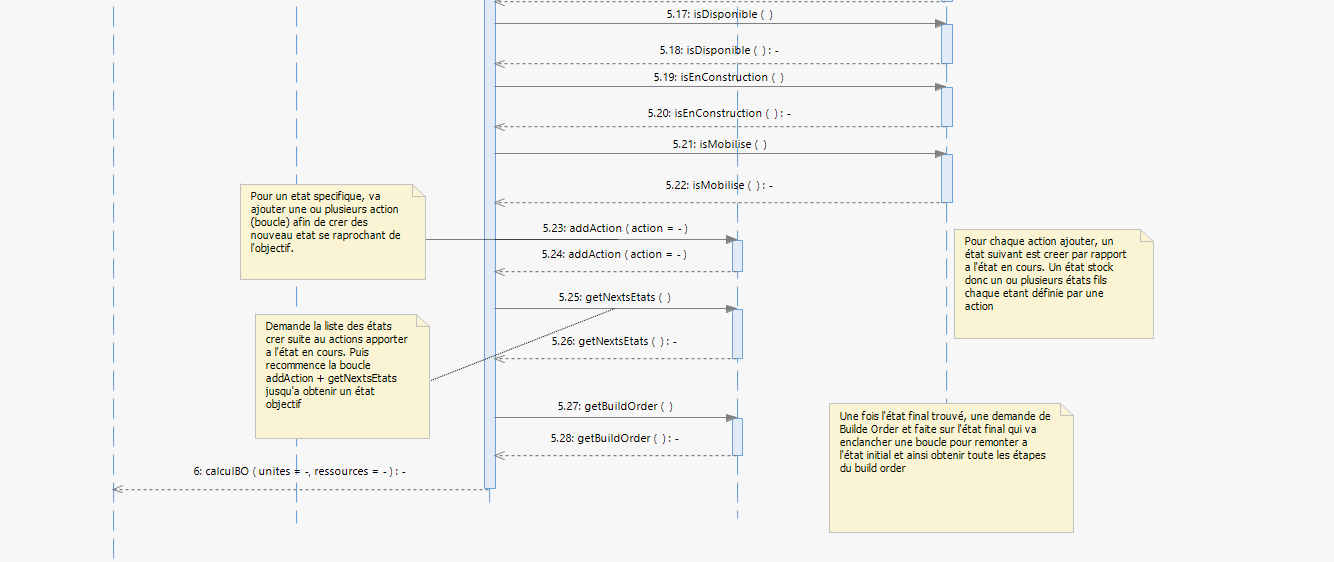 5.17: isDisponible ( )
5.18: isDisponible ( ) : -
5.19: isEnConstruction ( )
5.20: isEnConstruction ( ) : -
5.21: isMobilise ( )
5.22: isMobilise ( ) : -
Pour un etat specifique, va
ajouter une ou plusieurs action
(boucle) afin de crer des
nouveau etat se raprochant de
l'objectif.
5.23: addAction ( action = - )
5.24: addAction ( action = - )
Pour chaque action ajouter, un
état suivant est creer par rapport
a l'état en cours. Un état stock
donc un ou plusieurs états fils
chaque etant définie par une
action
5.25: getNextsEtats ( )
Demande la liste des états
crer suite au actions apporter
a l'état en cours. Puis
recommence la boucle
addAction + getNextsEtats
jusqu'a obtenir un état
objectif
5.26: getNextsEtats ( ) : -
5.27: getBuildOrder ( )
5.28: getBuildOrder ( ) : -
Une fois l'état final trouvé, une demande de
Builde Order et faite sur l'état final qui va
enclancher une boucle pour remonter a
l'état initial et ainsi obtenir toute les étapes
du build order
6: calculBO ( unites = -, ressources = - ) : -